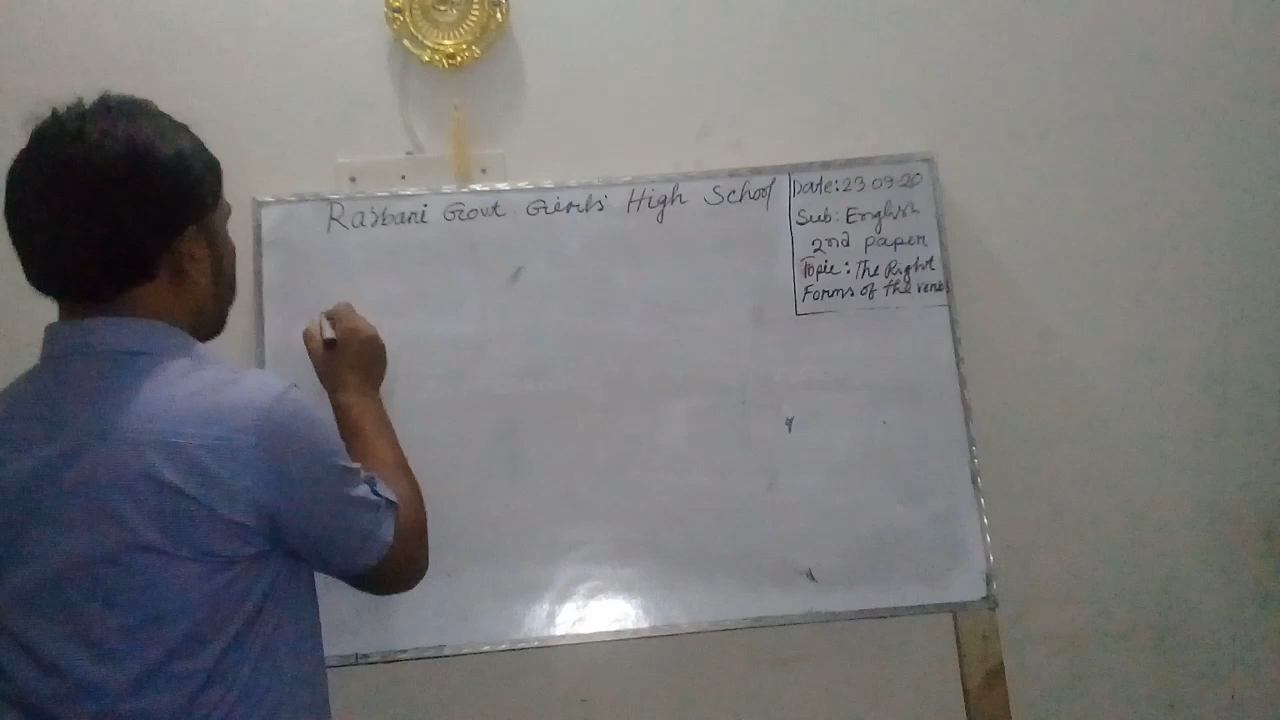 Rajbari Govt Girls' High School
Date: 23.09.20
Sub: English
2nd paper
Topic: The Right
Forms of the verbs